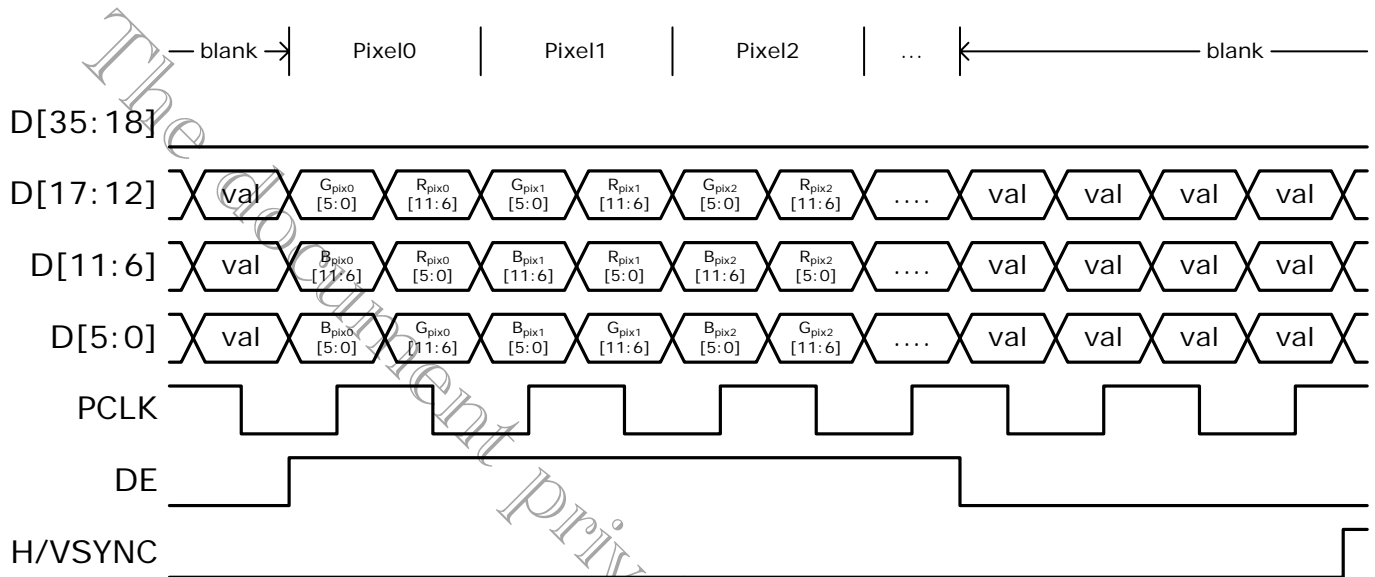 blank Pixel0 Pixel1 Pixel2 ... blank
D[35:18]
D[17:12] val Gpix0 [5:0] Rpix0 [11:6] Gpix1 [5:0] Rpix1 [11:6] Gpix2 [5:0] Rpix2 [11:6] .... val val val val
D[11:6] val Bpix0 [11:6] Rpix0 [5:0] Bpix1 [11:6] Rpix1 [5:0] Bpix2 [11:6] Rpix2 [5:0] .... val val val val
D[5:0] val Bpix0 [5:0] Gpix0 [11:6] Bpix1 [5:0] Gpix1 [11:6] Bpix2 [5:0] Gpix2 [11:6] .... val val val val
PCLK
DE
H/VSYNC
The document priv